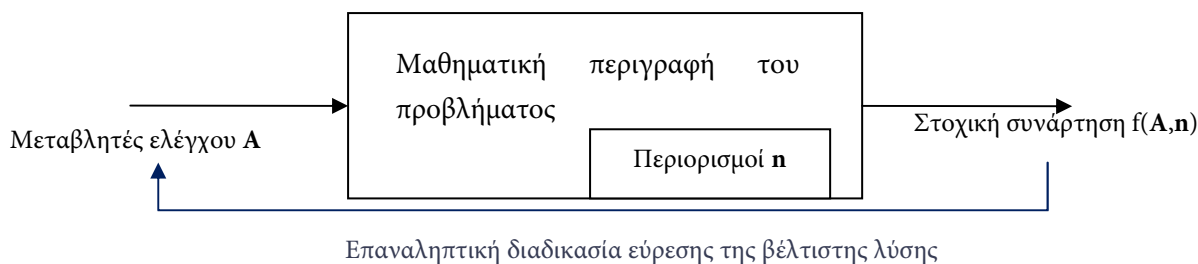 Μαθηματική περιγραφή του
προβλήματος
Μεταβλητές ελέγχου Α
Στοχική συνάρτηση f(Α,n)
Περιορισμοί n
Επαναληπτική διαδικασία εύρεσης της βέλτιστης λύσης